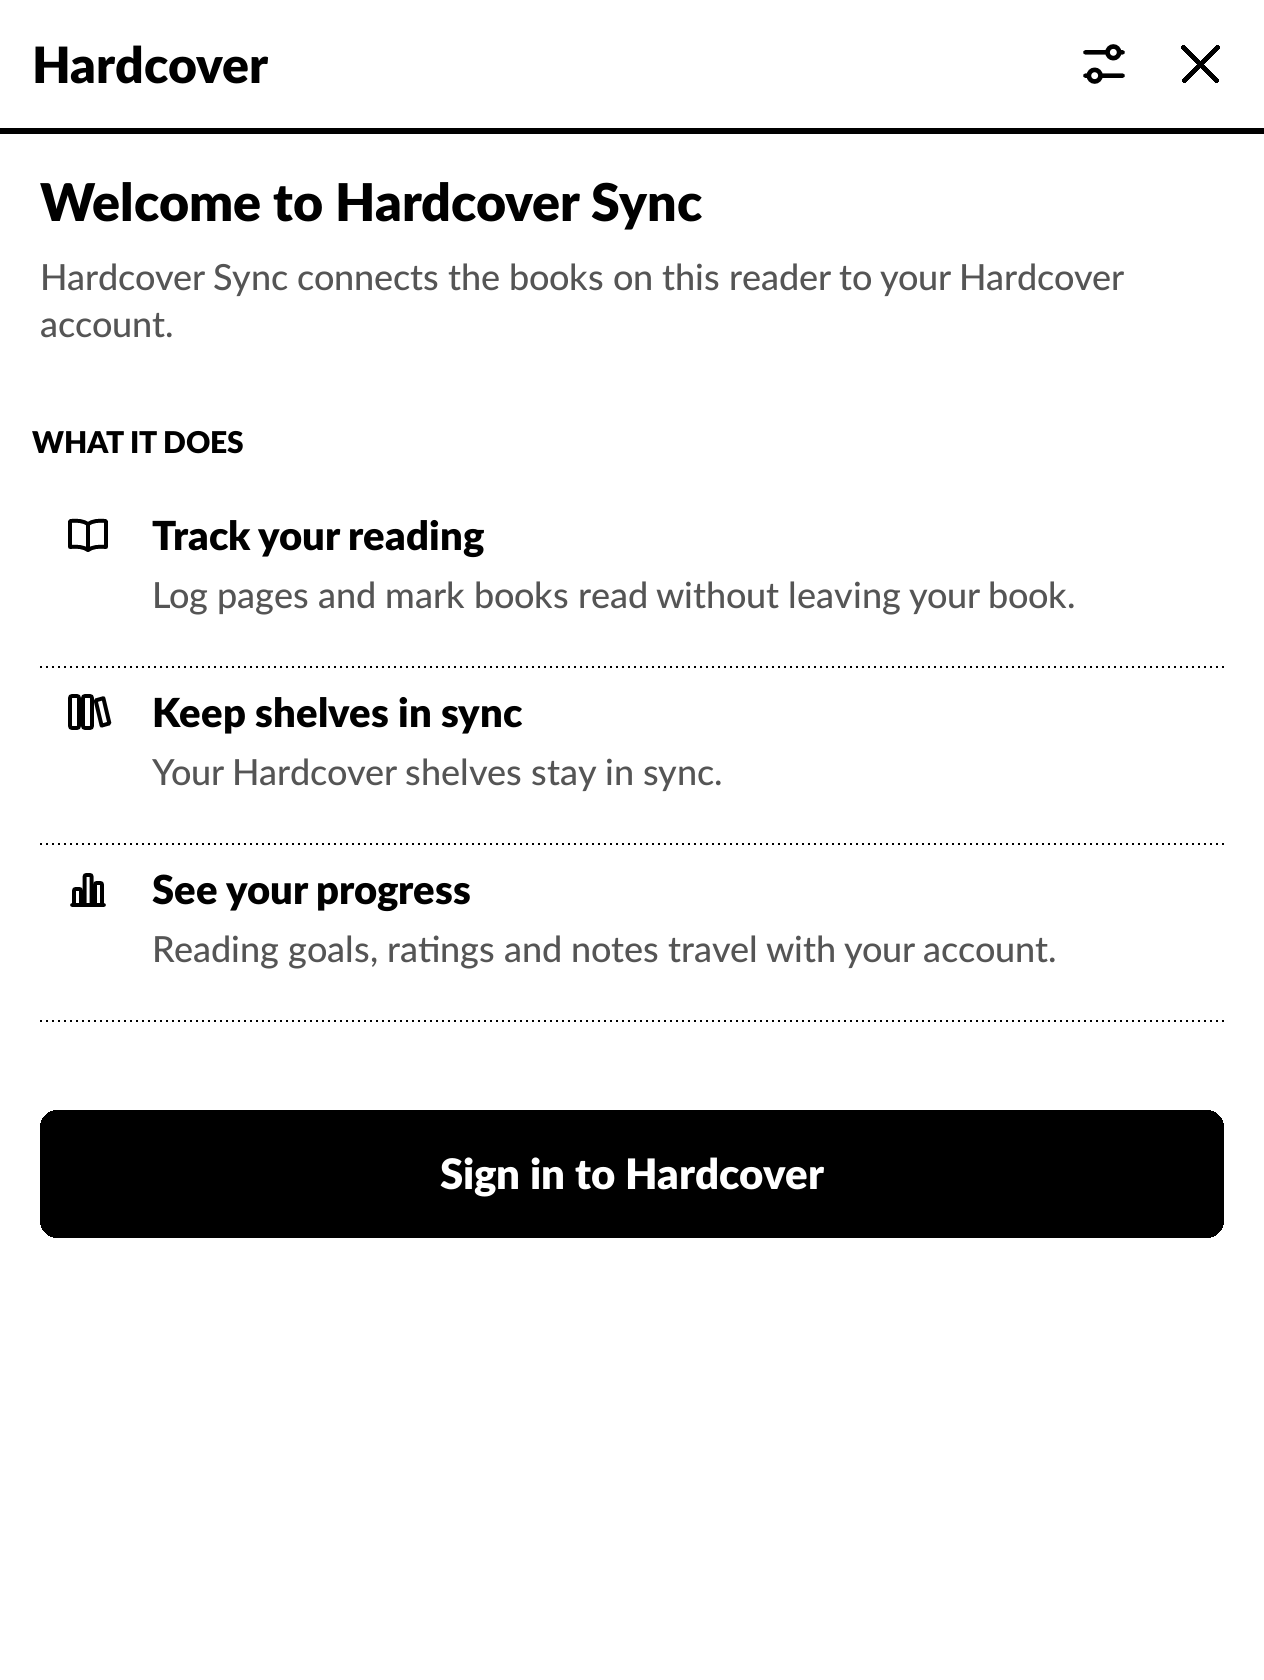 Hardcover
Welcome to Hardcover Sync
Hardcover Sync connects the books on this reader to your Hardcover
account.
WHAT IT DOES
Track your reading
Log pages and mark books read without leaving your book.
Keep shelves in sync
Your Hardcover shelves stay in sync.
See your progress
Reading goals, ratings and notes travel with your account.
Sign in to Hardcover